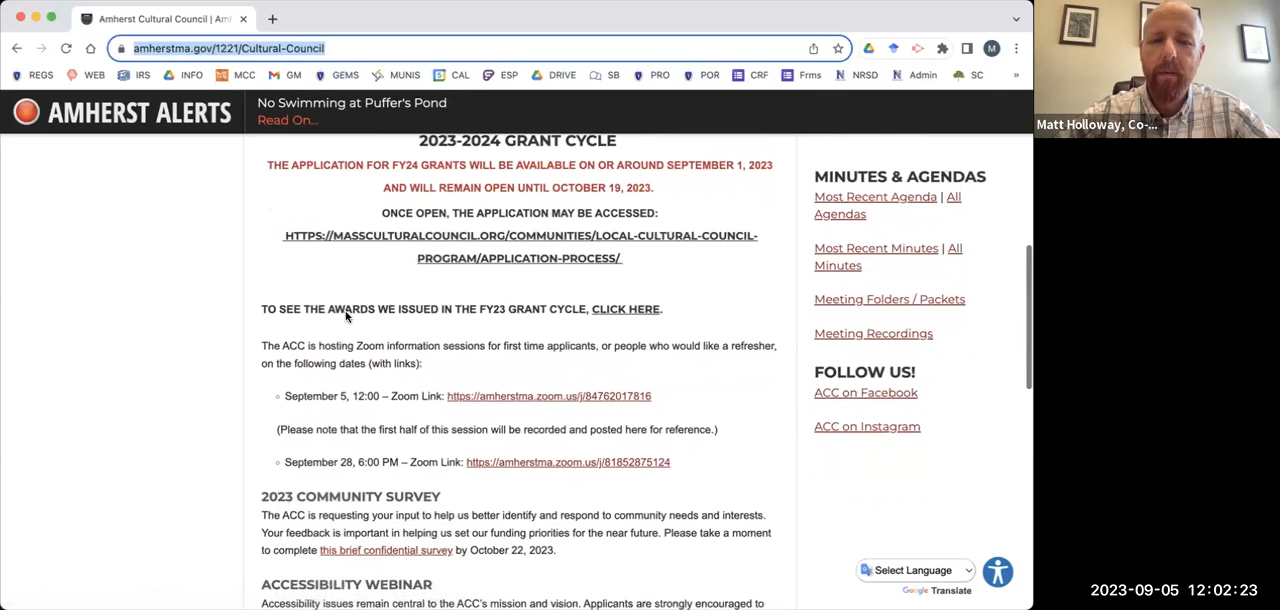 Amherst Cultural Council | Am
amherstma.gov/1221/Cultural-Council
M
REGS WEB IRS INFO MCC GM GEMS MUNIS CAL ESP DRIVE SB PRO POR CRF Frms NRSD Admin SC »
AMHERST ALERTS
No Swimming at Puffer's Pond
Read On...
2023-2024 GRANT CYCLE
THE APPLICATION FOR FY24 GRANTS WILL BE AVAILABLE ON OR AROUND SEPTEMBER 1, 2023
AND WILL REMAIN OPEN UNTIL OCTOBER 19, 2023.
ONCE OPEN, THE APPLICATION MAY BE ACCESSED:
HTTPS://MASSCULTURALCOUNCIL.ORG/COMMUNITIES/LOCAL-CULTURAL-COUNCIL-
PROGRAM/APPLICATION-PROCESS/
TO SEE THE AWARDS WE ISSUED IN THE FY23 GRANT CYCLE, CLICK HERE.
The ACC is hosting Zoom information sessions for first time applicants, or people who would like a refresher,
on the following dates (with links):
◦ September 5, 12:00 – Zoom Link: https://amherstma.zoom.us/j/84762017816
(Please note that the first half of this session will be recorded and posted here for reference.)
◦ September 28, 6:00 PM – Zoom Link: https://amherstma.zoom.us/j/81852875124
2023 COMMUNITY SURVEY
The ACC is requesting your input to help us better identify and respond to community needs and interests.
Your feedback is important in helping us set our funding priorities for the near future. Please take a moment
to complete this brief confidential survey by October 22, 2023.
ACCESSIBILITY WEBINAR
Accessibility issues remain central to the ACC's mission and vision. Applicants are strongly encouraged to
MINUTES & AGENDAS
Most Recent Agenda | All
Agendas
Most Recent Minutes | All
Minutes
Meeting Folders / Packets
Meeting Recordings
FOLLOW US!
ACC on Facebook
ACC on Instagram
Select Language
Google Translate
Matt Holloway, Co-...
2023-09-05 12:02:23